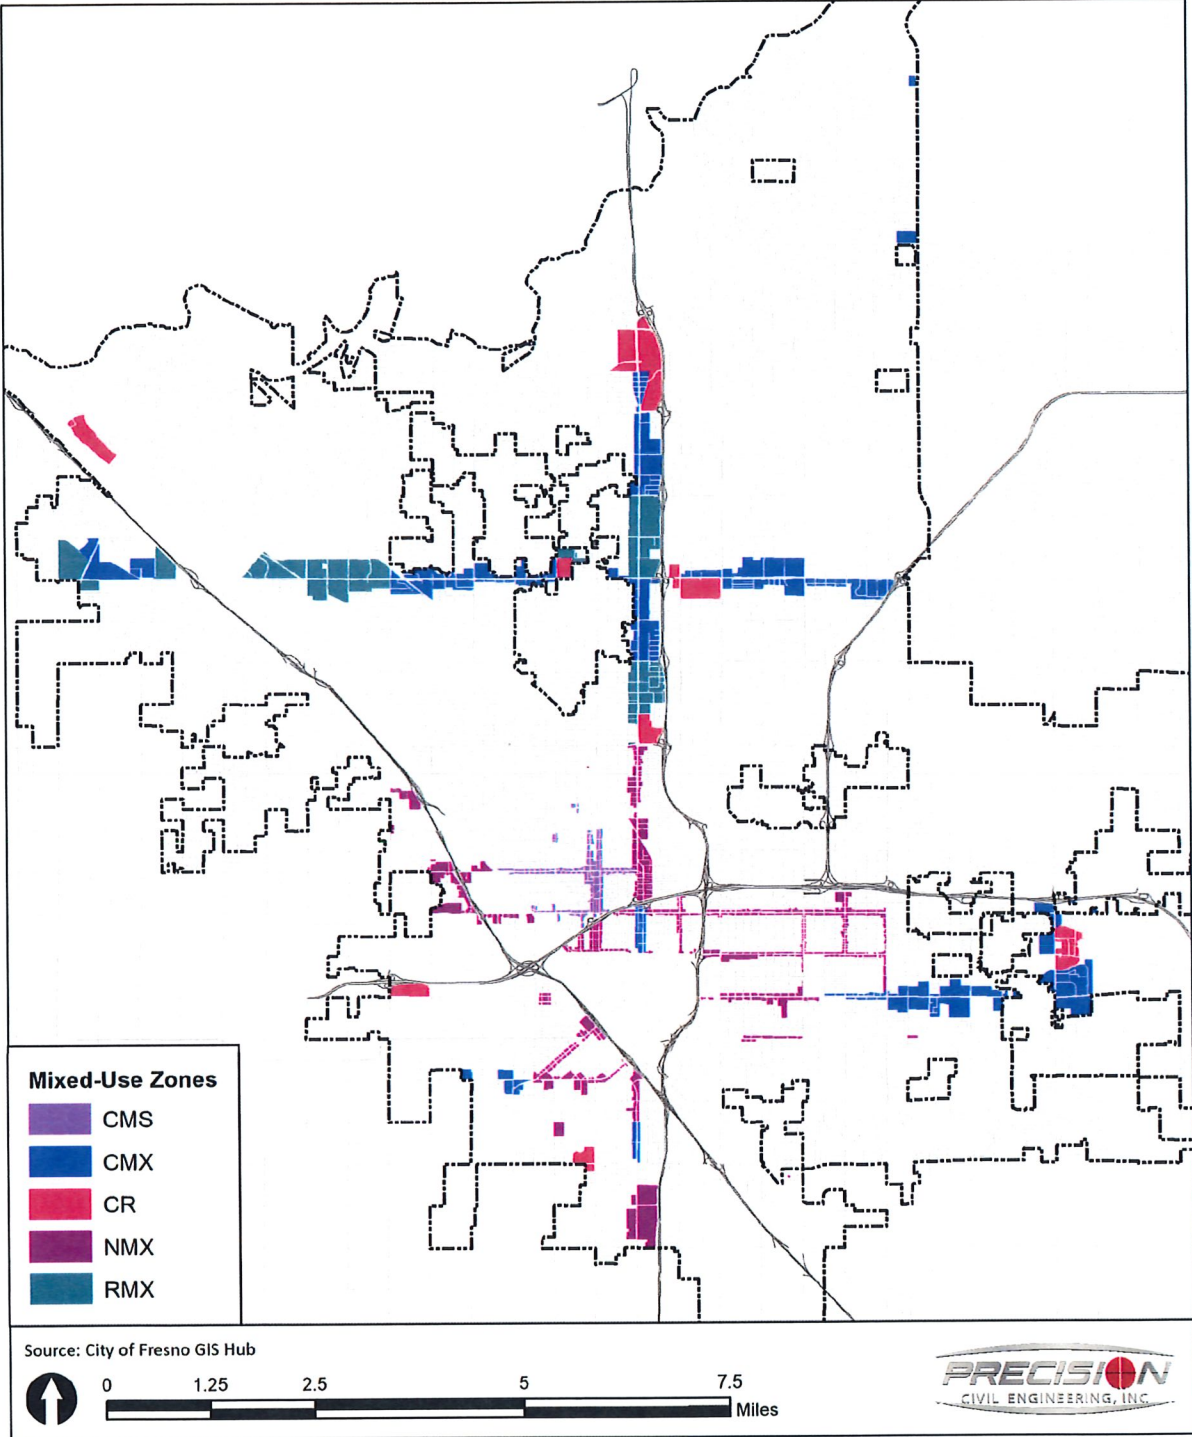 Mixed-Use Zones
CMS
CMX
CR
NMX
RMX
Source: City of Fresno GIS Hub
0 1.25 2.5 5 7.5
Miles
PRECISION
CIVIL ENGINEERING, INC.